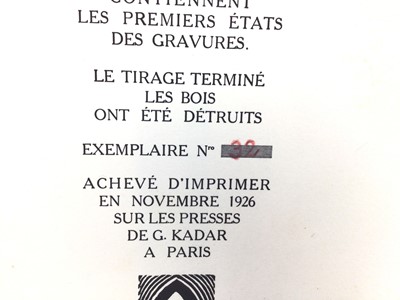 CONTIENNENT
LES PREMIERS ÉTATS
DES GRAVURES.
LE TIRAGE TERMINÉ
LES BOIS
ONT ÉTÉ DÉTRUITS
EXEMPLAIRE Nro
ACHEVÉ D'IMPRIMER
EN NOVEMBRE 1926
SUR LES PRESSES
DE G. KADAR
A PARIS